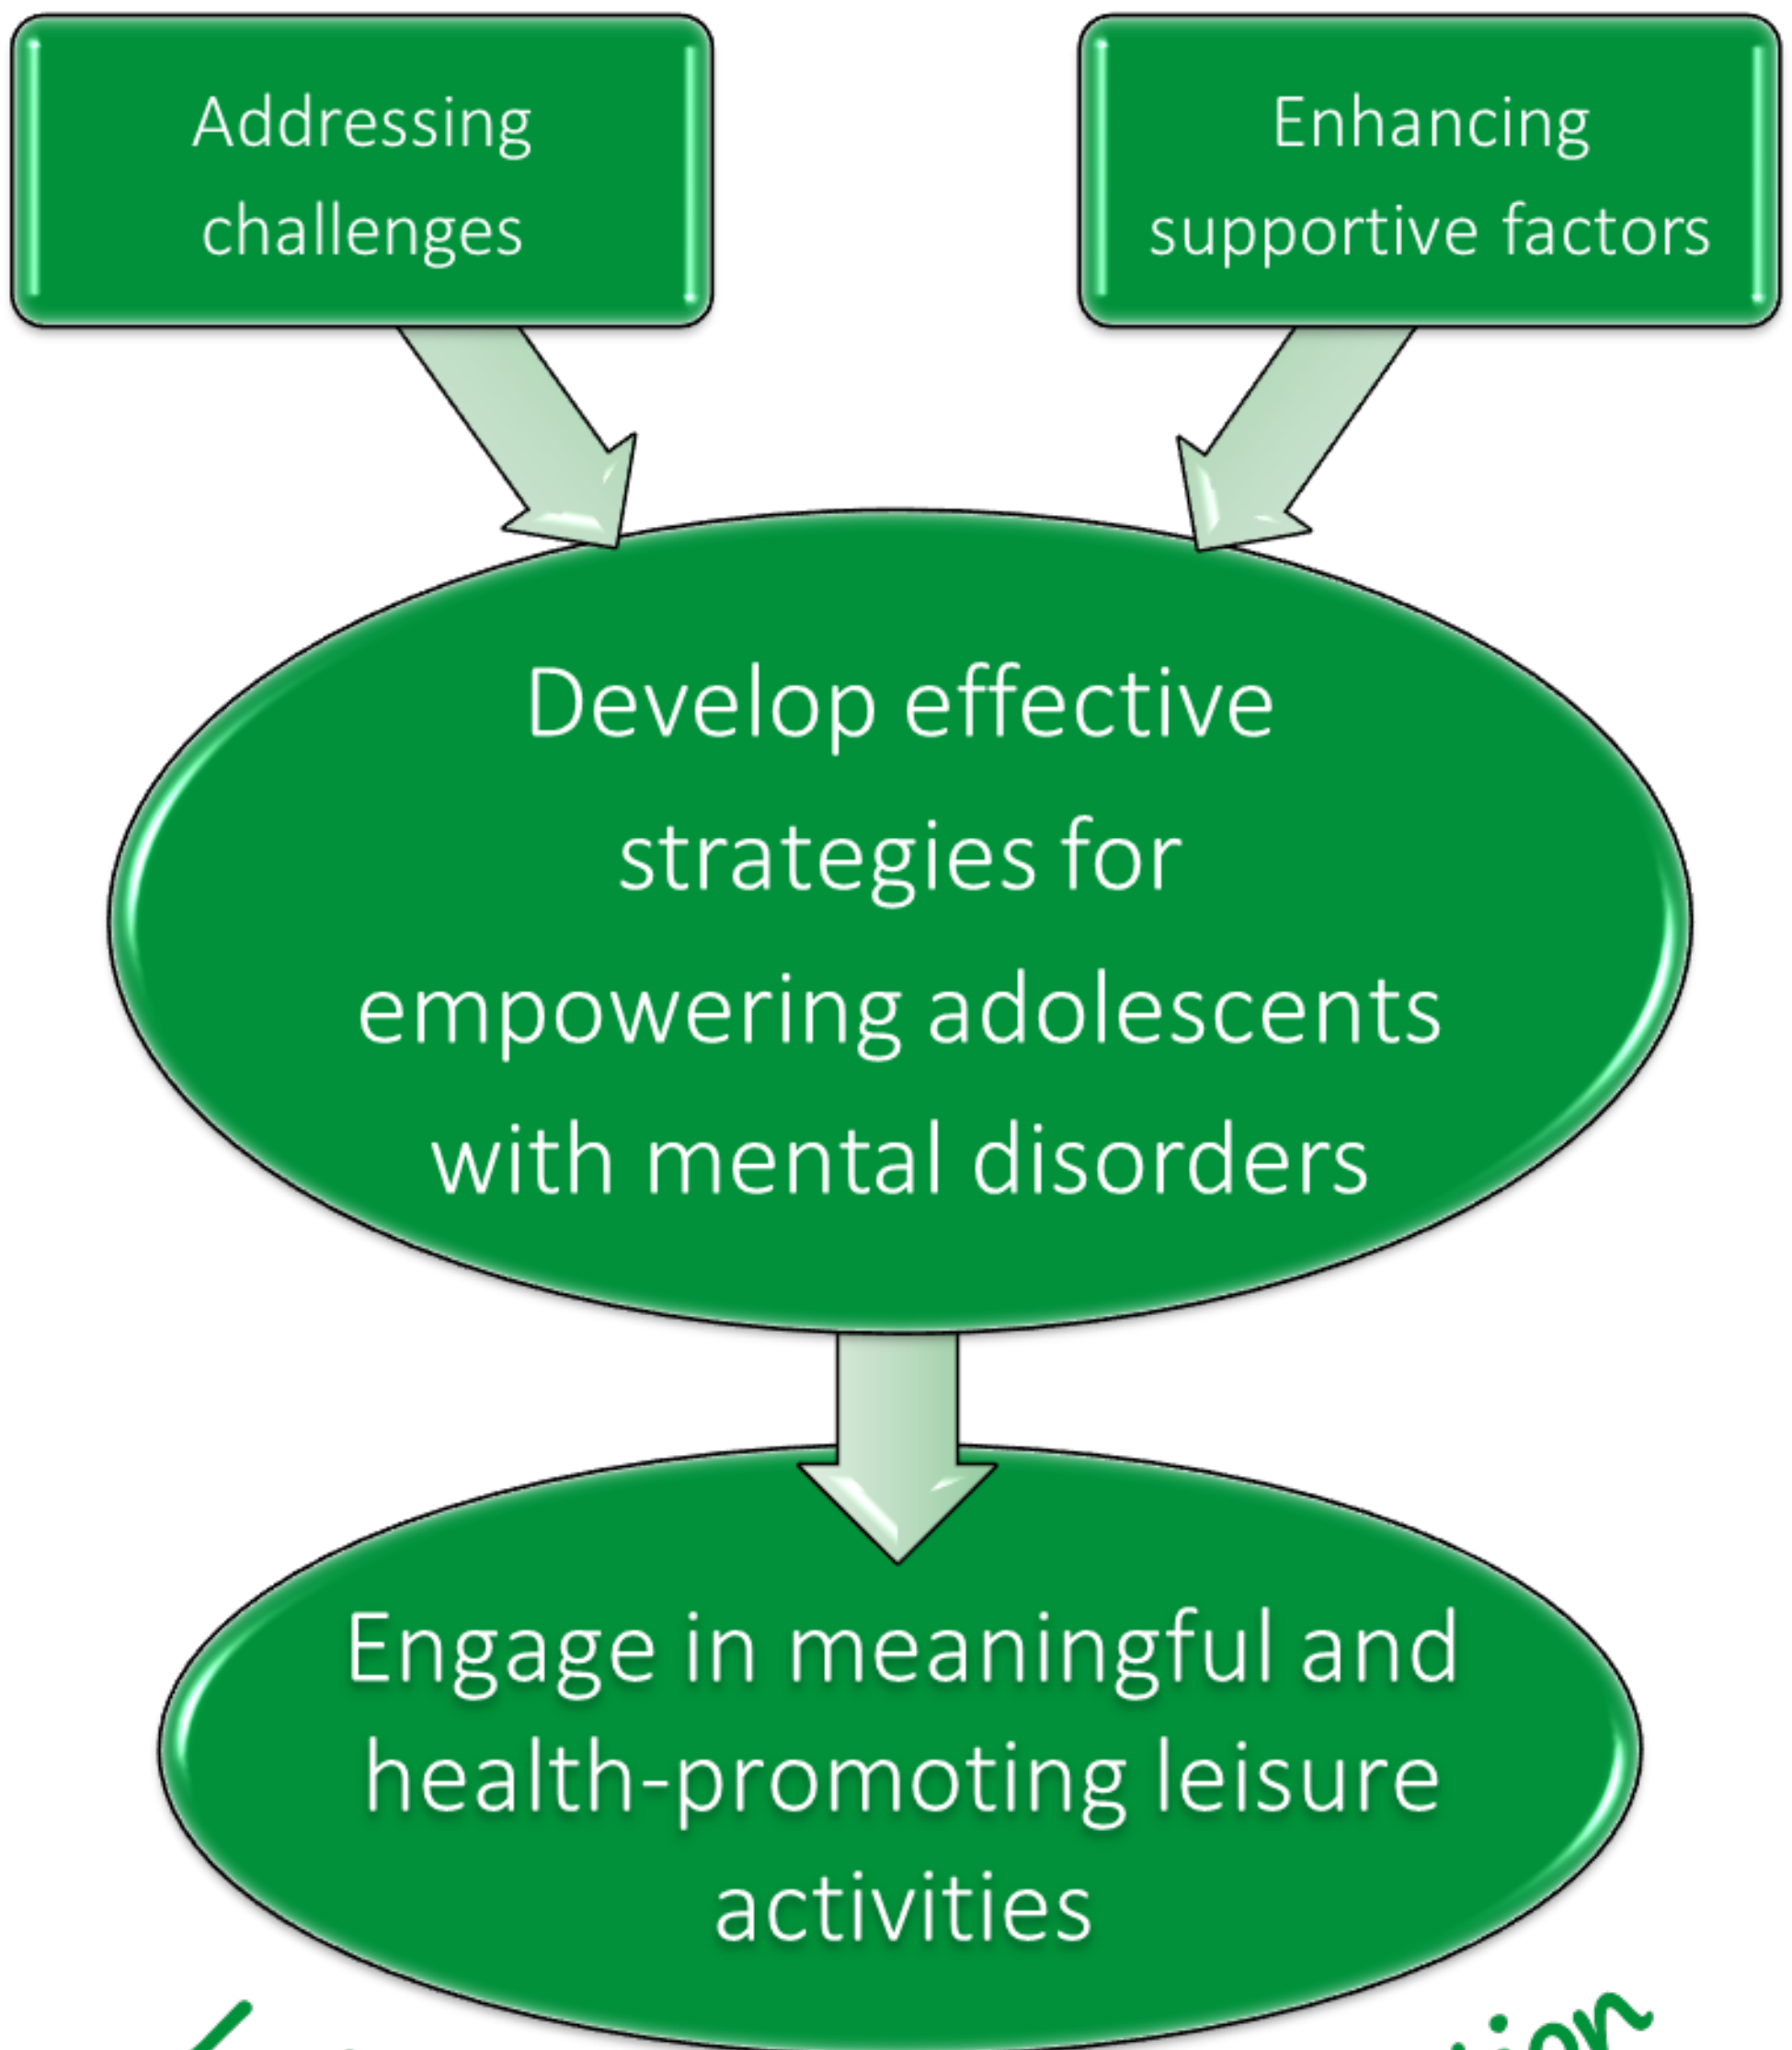 Addressing
challenges
Enhancing
supportive factors
Develop effective
strategies for
empowering adolescents
with mental disorders
Engage in meaningful and
health-promoting leisure
activities